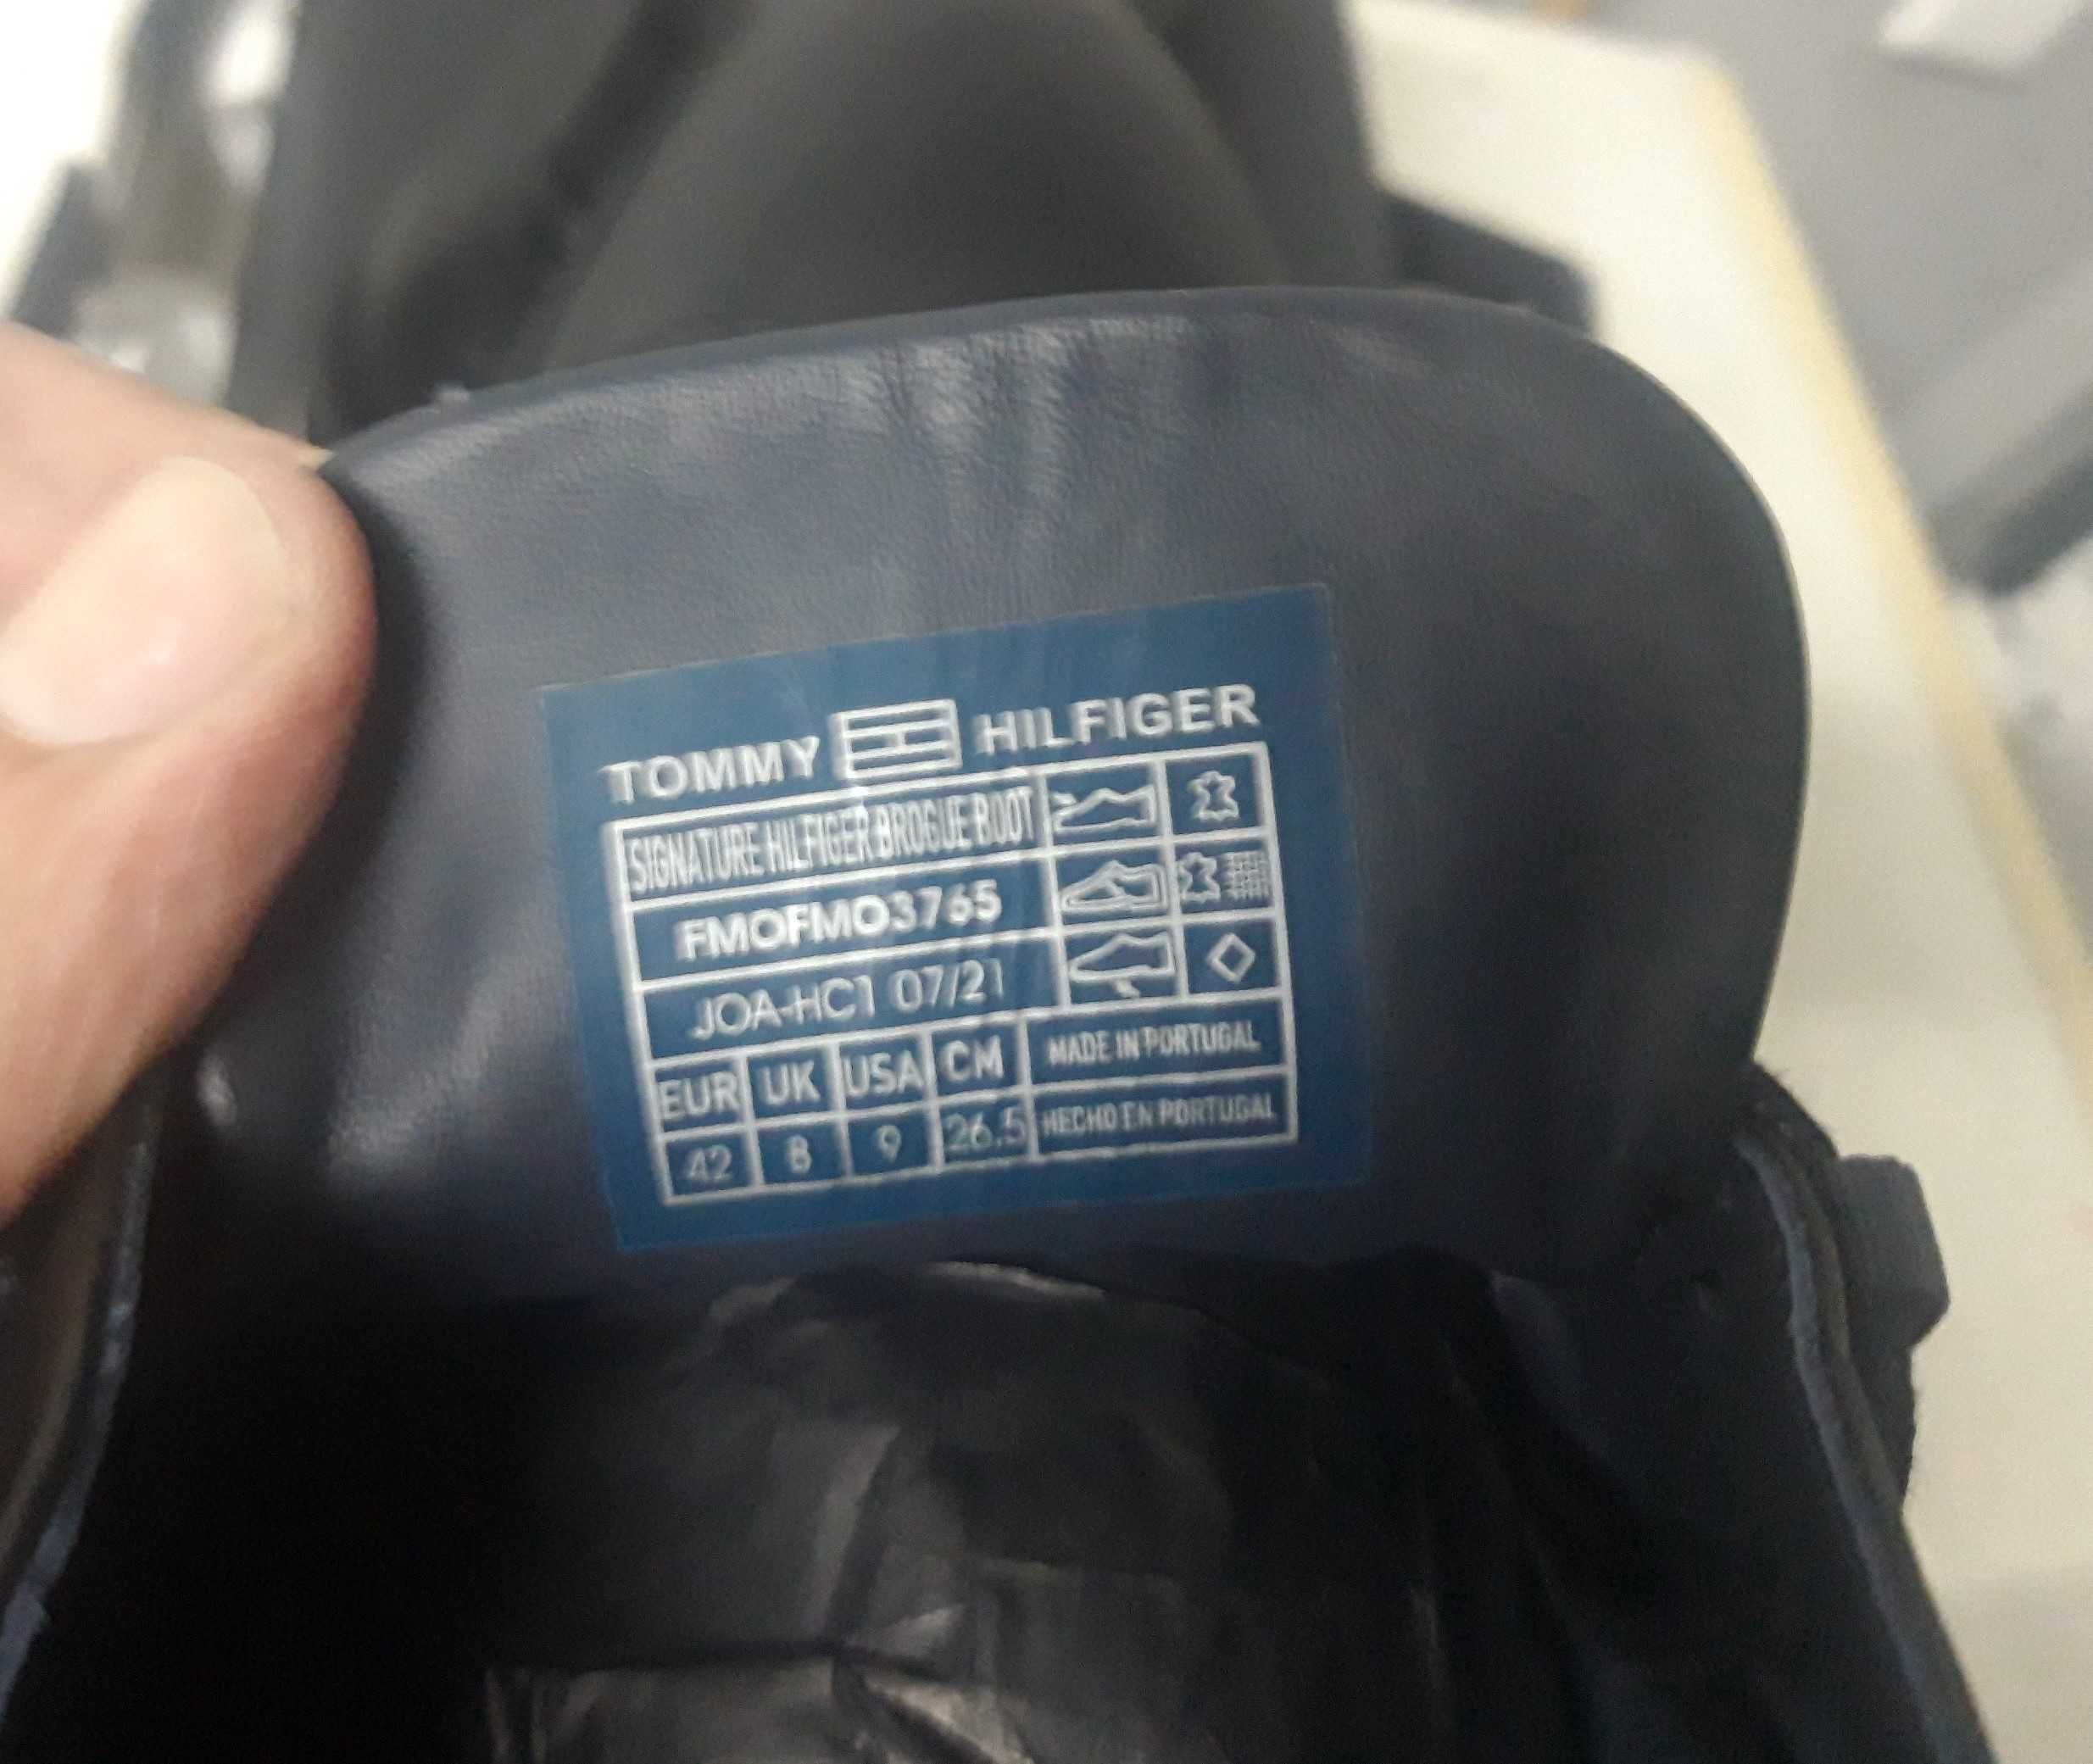 TOMMY HILFIGER
SIGNATURE HILFIGER BROGUE BOOT
FM0FM03765
JOA-HC1 07/21
EUR UK USA CM MADE IN PORTUGAL
42 8 9 26.5 HECHO EN PORTUGAL